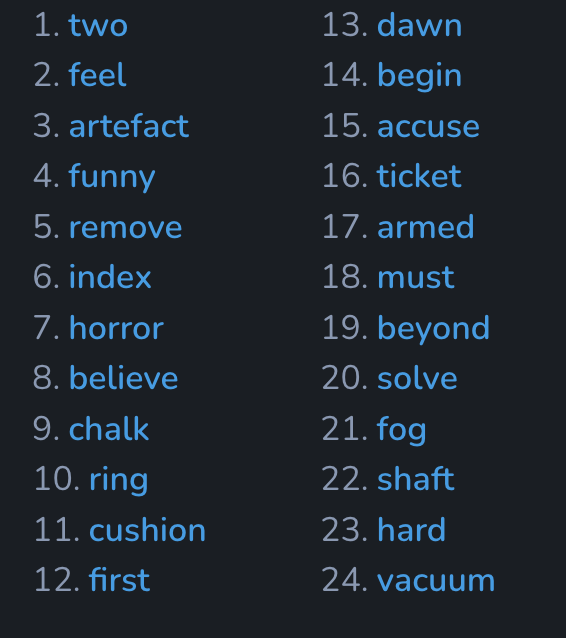 1. two
2. feel
3. artefact
4. funny
5. remove
6. index
7. horror
8. believe
9. chalk
10. ring
11. cushion
12. first
13. dawn
14. begin
15. accuse
16. ticket
17. armed
18. must
19. beyond
20. solve
21. fog
22. shaft
23. hard
24. vacuum